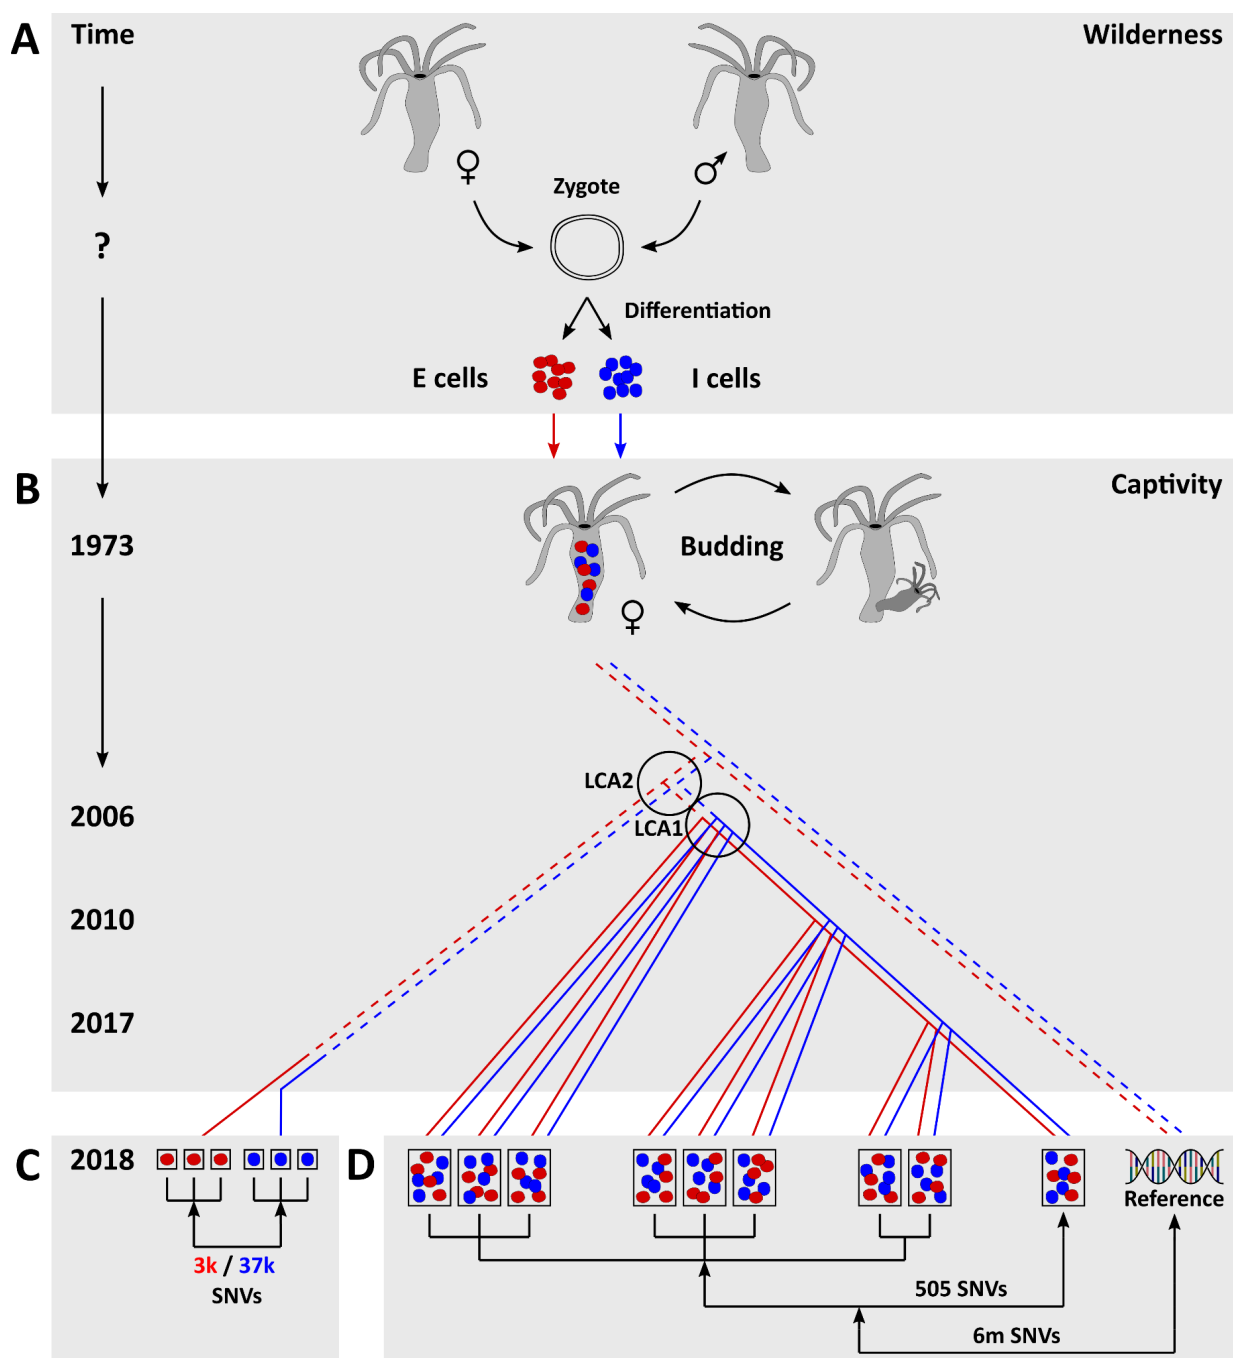 A
Time
Wilderness
♀
♂
Zygote
?
Differentiation
E cells
I cells
B
Captivity
1973
Budding
♀
LCA2
2006
LCA1
2010
2017
C
2018
D
Reference
3k / 37k
SNVs
505 SNVs
6m SNVs